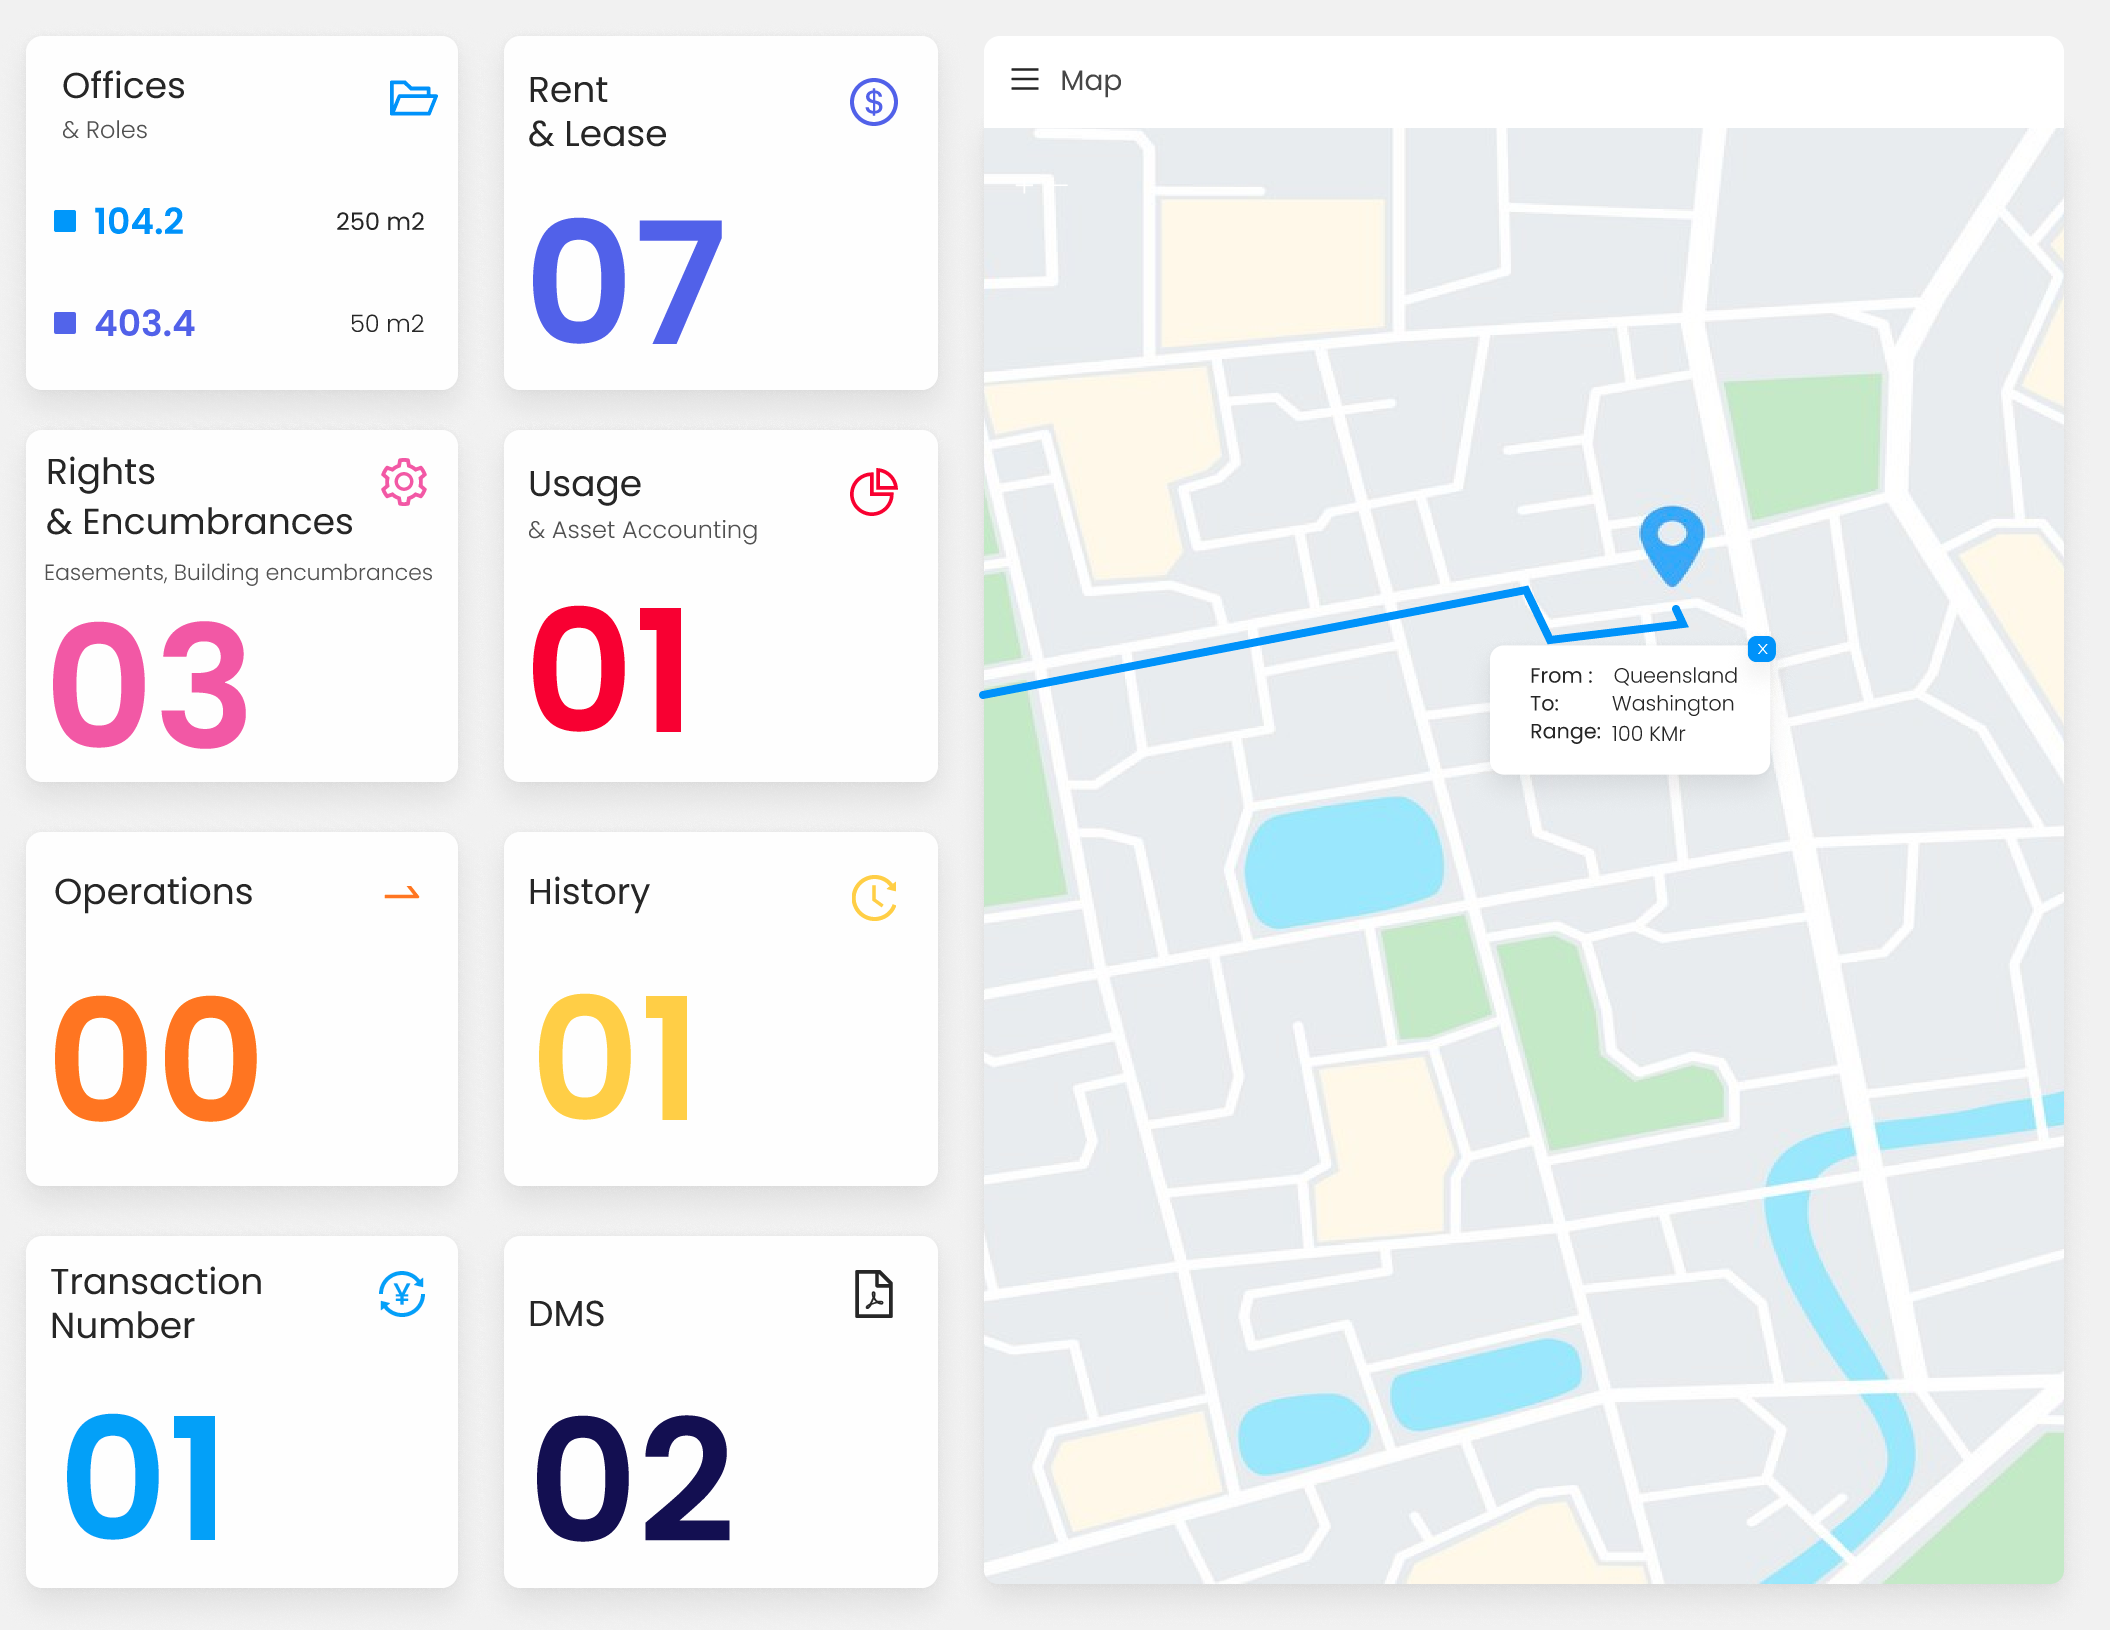 Offices
& Roles
104.2 250 m2
403.4 50 m2
Rent
& Lease
$
07
Rights
& Encumbrances
Easements, Building encumbrances
03
Usage
& Asset Accounting
01
Operations
00
History
01
Transaction
Number
¥
01
DMS
02
Map
X
From : Queensland
To: Washington
Range: 100 KMr